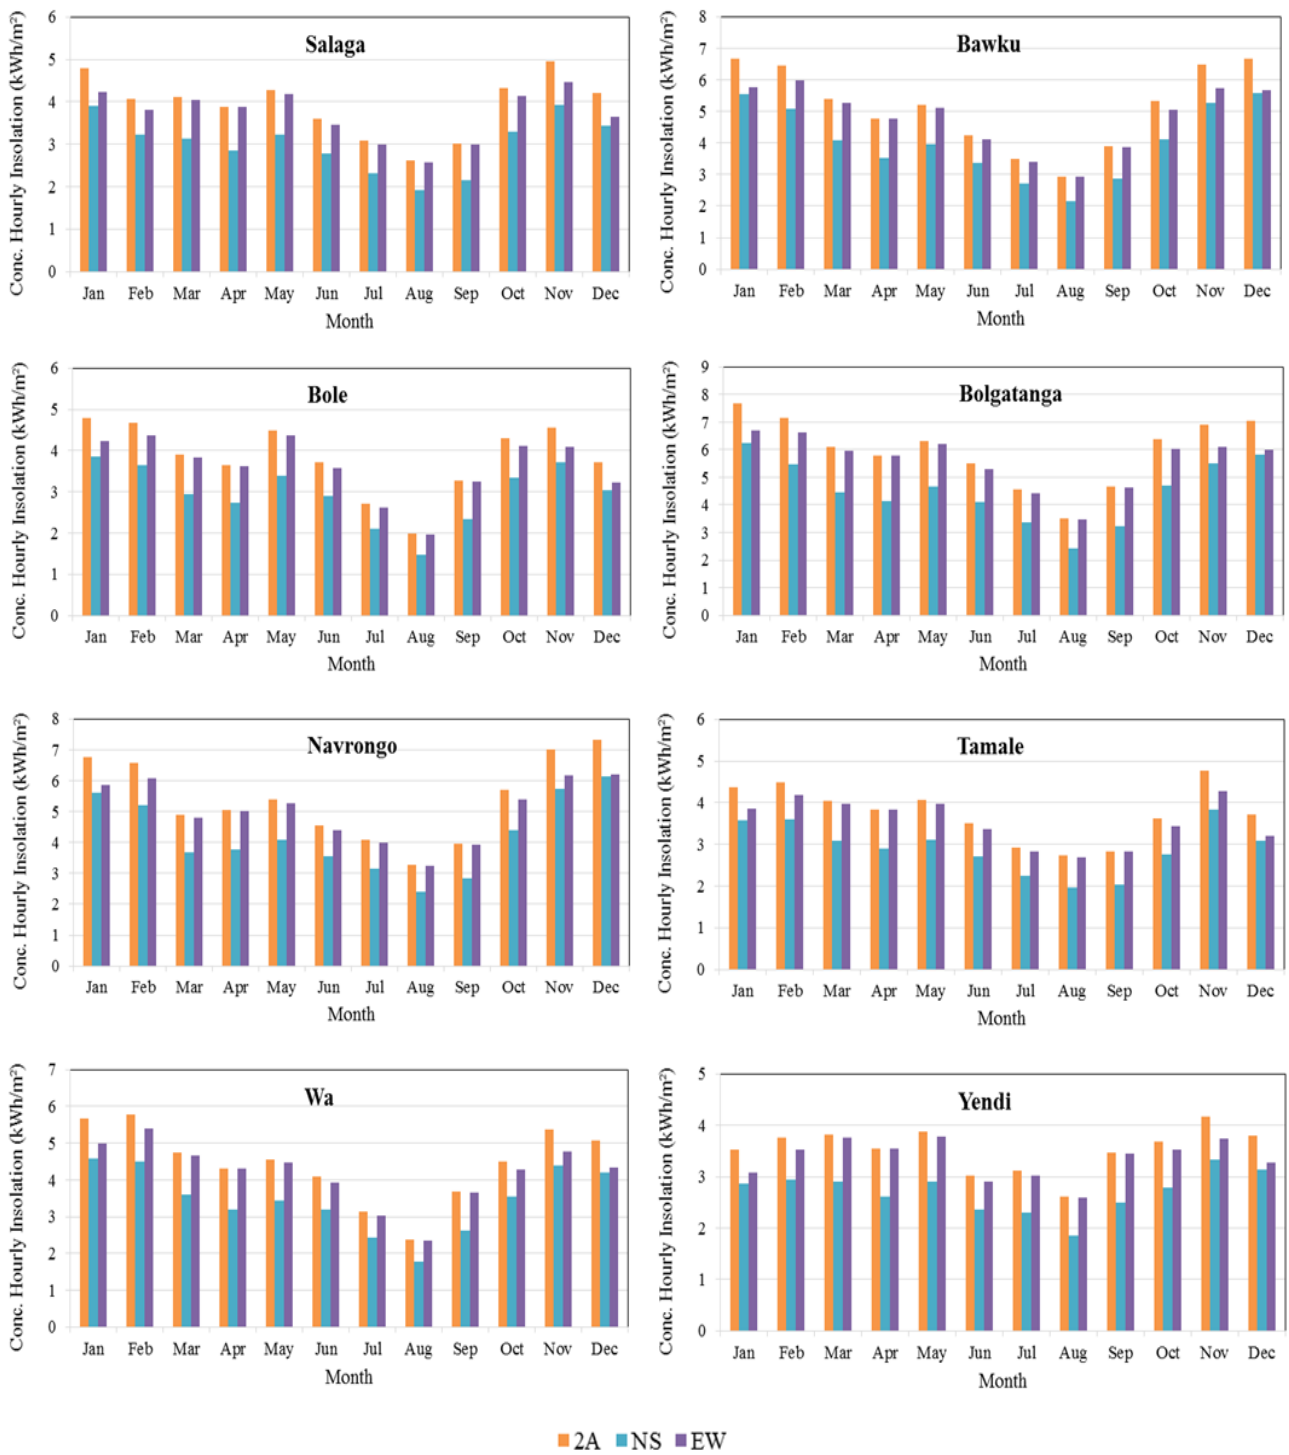 Salaga
Conc. Hourly Insolation (kWh/m²)
6
5
4
3
2
1
0
Jan Feb Mar Apr May Jun Jul Aug Sep Oct Nov Dec
Month
Bawku
Conc. Hourly Insolation (kWh/m²)
8
7
6
5
4
3
2
1
0
Jan Feb Mar Apr May Jun Jul Aug Sep Oct Nov Dec
Month
Bole
Conc. Hourly Insolation (kWh/m²)
6
5
4
3
2
1
0
Jan Feb Mar Apr May Jun Jul Aug Sep Oct Nov Dec
Month
Bolgatanga
Conc. Hourly Insolation (kWh/m²)
9
8
7
6
5
4
3
2
1
0
Jan Feb Mar Apr May Jun Jul Aug Sep Oct Nov Dec
Month
Navrongo
Conc. Hourly Insolation (kWh/m²)
8
7
6
5
4
3
2
1
0
Jan Feb Mar Apr May Jun Jul Aug Sep Oct Nov Dec
Month
Tamale
Conc. Hourly Insolation (kWh/m²)
6
5
4
3
2
1
0
Jan Feb Mar Apr May Jun Jul Aug Sep Oct Nov Dec
Month
Wa
Conc. Hourly Insolation (kWh/m²)
7
6
5
4
3
2
1
0
Jan Feb Mar Apr May Jun Jul Aug Sep Oct Nov Dec
Month
Yendi
Conc. Hourly Insolation (kWh/m²)
5
4
3
2
1
0
Jan Feb Mar Apr May Jun Jul Aug Sep Oct Nov Dec
Month
2A NS EW